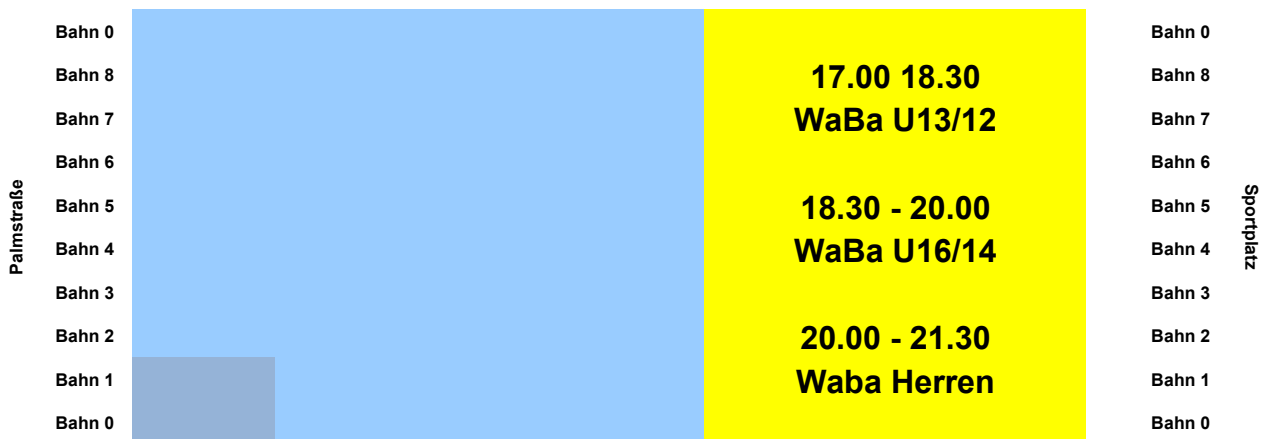 Palmstraße
Bahn 0
Bahn 8
Bahn 7
Bahn 6
Bahn 5
Bahn 4
Bahn 3
Bahn 2
Bahn 1
Bahn 0
17.00 18.30
WaBa U13/12
18.30 - 20.00
WaBa U16/14
20.00 - 21.30
Waba Herren
Bahn 0
Bahn 8
Bahn 7
Bahn 6
Bahn 5
Bahn 4
Bahn 3
Bahn 2
Bahn 1
Bahn 0
Sportplatz